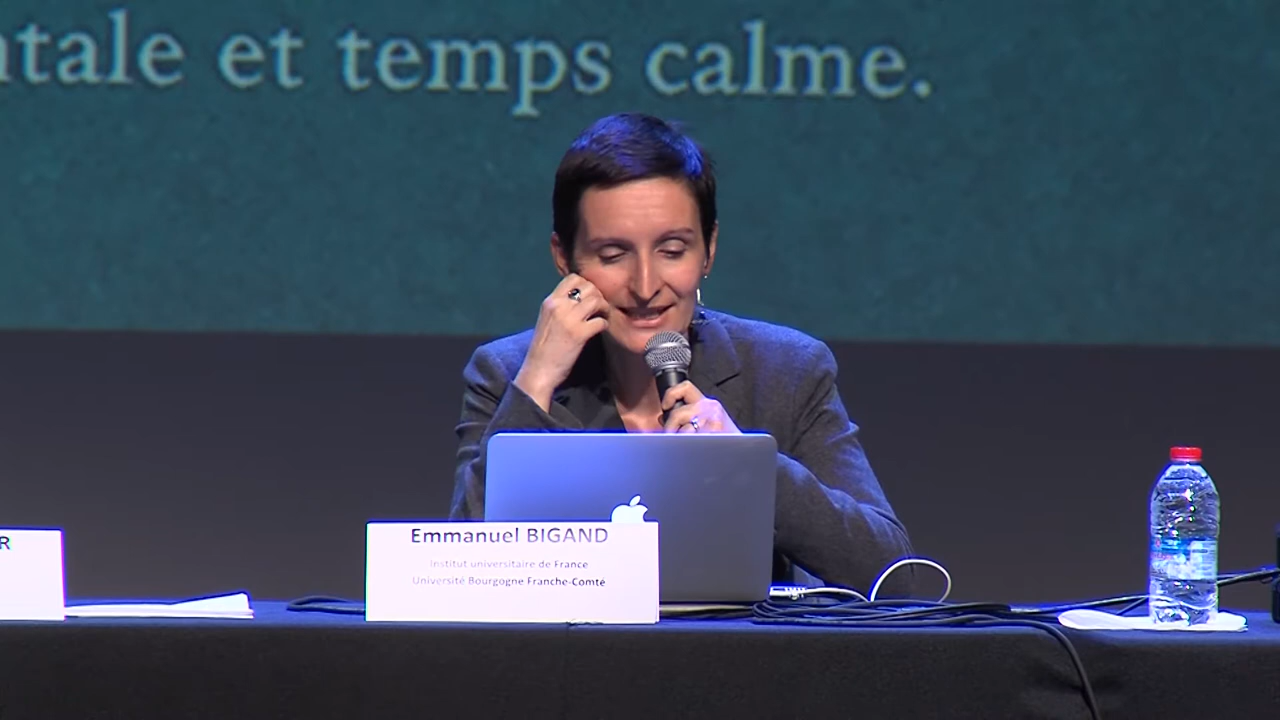 ntale et temps calme.
R
Emmanuel BIGAND
Institut universitaire de France
Université Bourgogne Franche-Comté